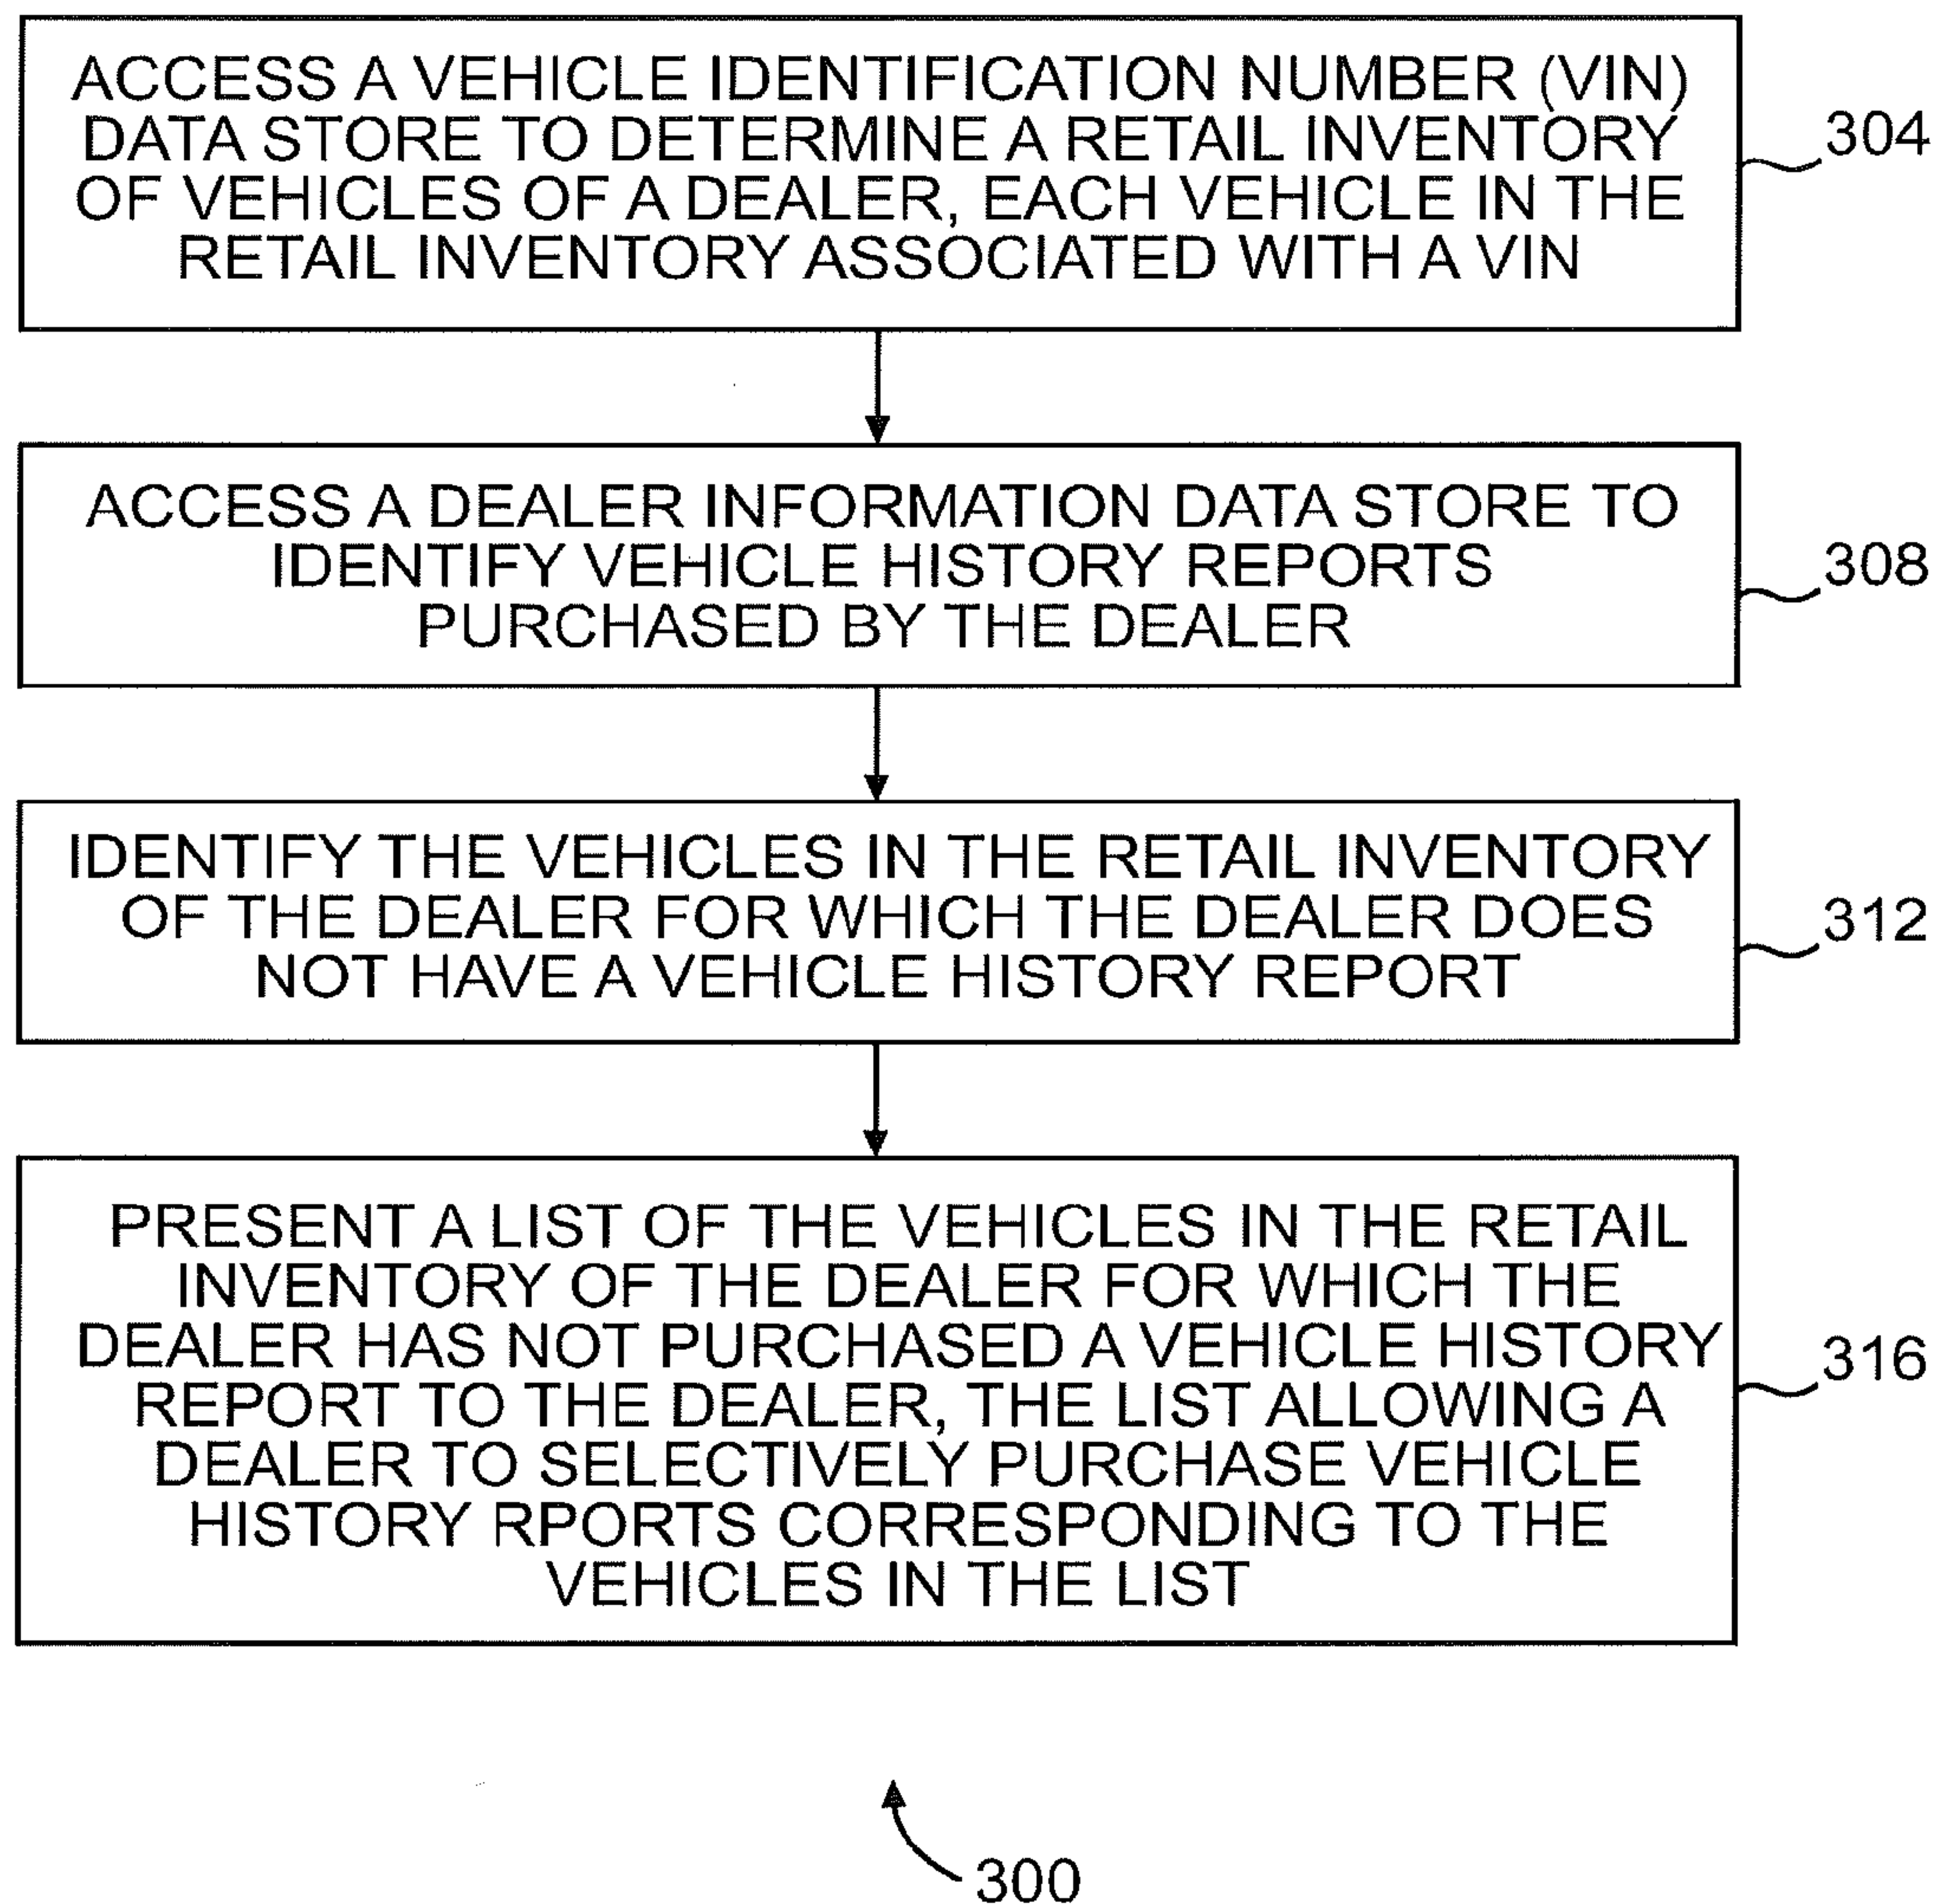 ACCESS A VEHICLE IDENTIFICATION NUMBER (VIN)
DATA STORE TO DETERMINE A RETAIL INVENTORY
OF VEHICLES OF A DEALER, EACH VEHICLE IN THE
RETAIL INVENTORY ASSOCIATED WITH A VIN
304
ACCESS A DEALER INFORMATION DATA STORE TO
IDENTIFY VEHICLE HISTORY REPORTS
PURCHASED BY THE DEALER
308
IDENTIFY THE VEHICLES IN THE RETAIL INVENTORY
OF THE DEALER FOR WHICH THE DEALER DOES
NOT HAVE A VEHICLE HISTORY REPORT
312
PRESENT A LIST OF THE VEHICLES IN THE RETAIL
INVENTORY OF THE DEALER FOR WHICH THE
DEALER HAS NOT PURCHASED A VEHICLE HISTORY
REPORT TO THE DEALER, THE LIST ALLOWING A
DEALER TO SELECTIVELY PURCHASE VEHICLE
HISTORY RPORTS CORRESPONDING TO THE
VEHICLES IN THE LIST
316
300